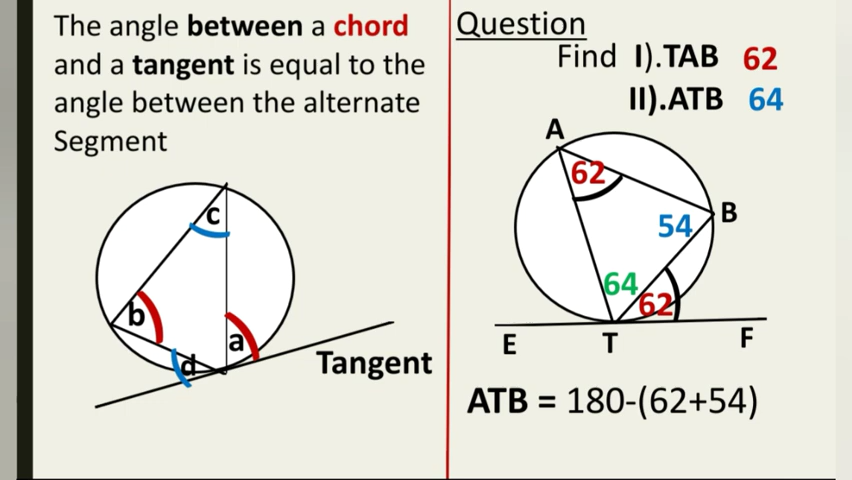 The angle between a chord
and a tangent is equal to the
angle between the alternate
Segment
c
b
a
d
Tangent
Question
Find I).TAB 62
II).ATB 64
A
62
B
54
64
62
E
T
F
ATB = 180-(62+54)